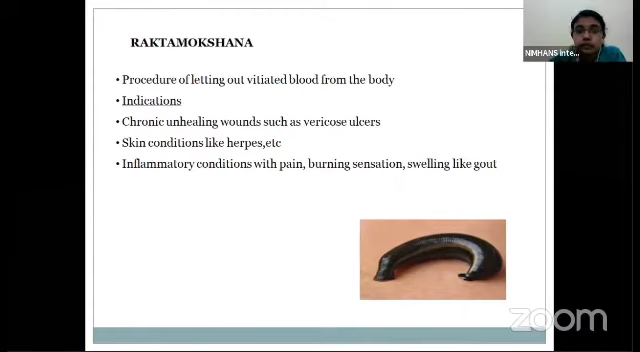 RAKTAMOKSHANA
• Procedure of letting out vitiated blood from the body
• Indications
• Chronic unhealing wounds such as vericose ulcers
• Skin conditions like herpes,etc
• Inflammatory conditions with pain, burning sensation, swelling like gout
NIMHANS inte...
zoom